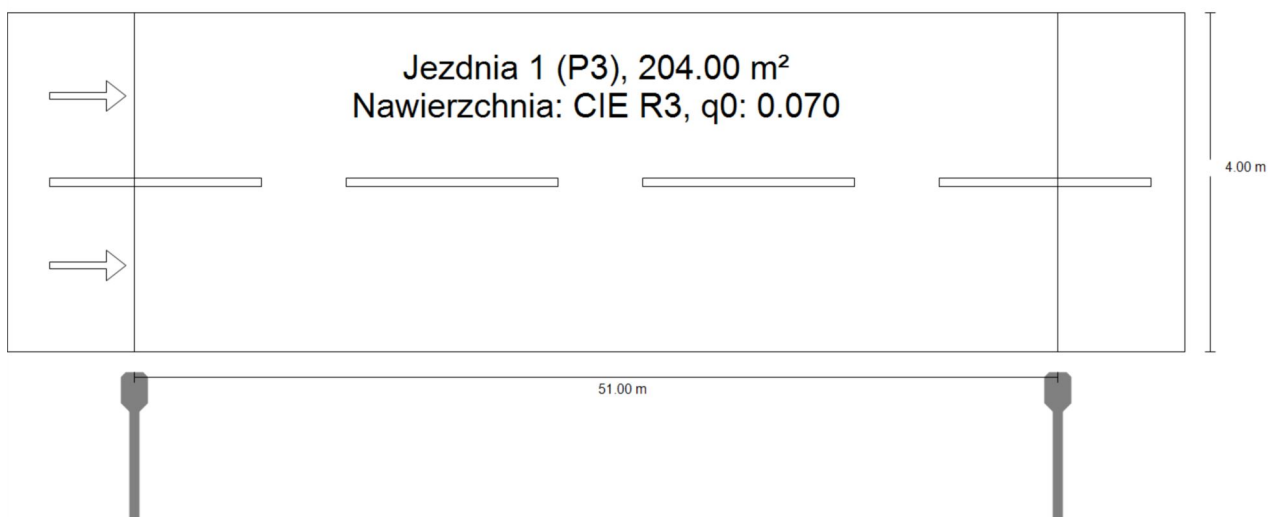 Jezdnia 1 (P3), 204.00 m²
Nawierzchnia: CIE R3, q0: 0.070
4.00 m
51.00 m